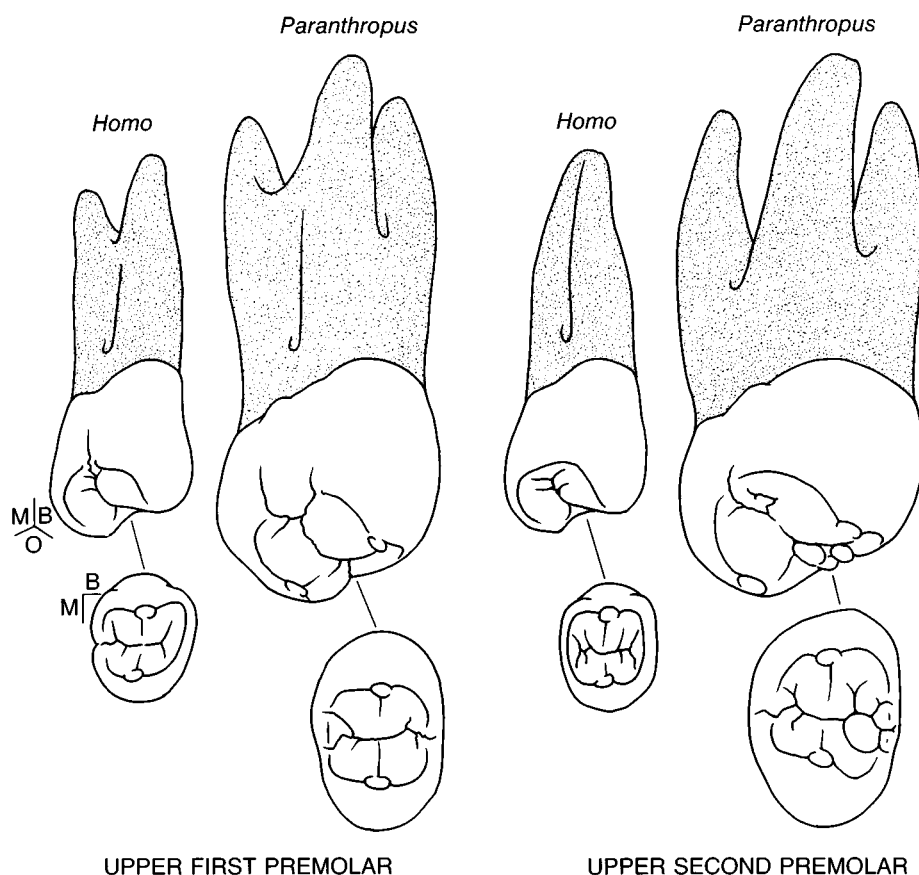 Paranthropus
Homo
Paranthropus
Homo
M B
O
B
M
UPPER FIRST PREMOLAR
UPPER SECOND PREMOLAR